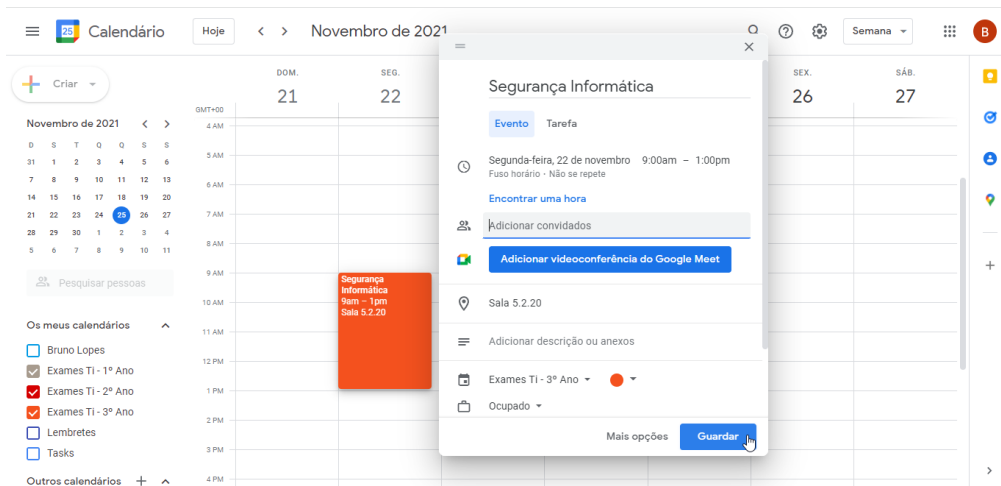 25 Calendário
Hoje
Novembro de 2021
Semana
B
Criar
Novembro de 2021
D S T Q Q S S
31 1 2 3 4 5 6
7 8 9 10 11 12 13
14 15 16 17 18 19 20
21 22 23 24 25 26 27
28 29 30 1 2 3 4
5 6 7 8 9 10 11
Pesquisar pessoas
Os meus calendários
Bruno Lopes
Exames Ti - 1º Ano
Exames Ti - 2º Ano
Exames Ti - 3º Ano
Lembretes
Tasks
Outros calendários
GMT+00
DOM.
21
SEG.
22
SEX.
26
SÁB.
27
4 AM
5 AM
6 AM
7 AM
8 AM
9 AM
10 AM
11 AM
12 PM
1 PM
2 PM
3 PM
4 PM
Segurança
Informática
9am – 1pm
Sala 5.2.20
Segurança Informática
Evento Tarefa
Segunda-feira, 22 de novembro 9:00am – 1:00pm
Fuso horário · Não se repete
Encontrar uma hora
Adicionar convidados
Adicionar videoconferência do Google Meet
Sala 5.2.20
Adicionar descrição ou anexos
Exames Ti - 3º Ano
Ocupado
Mais opções Guardar